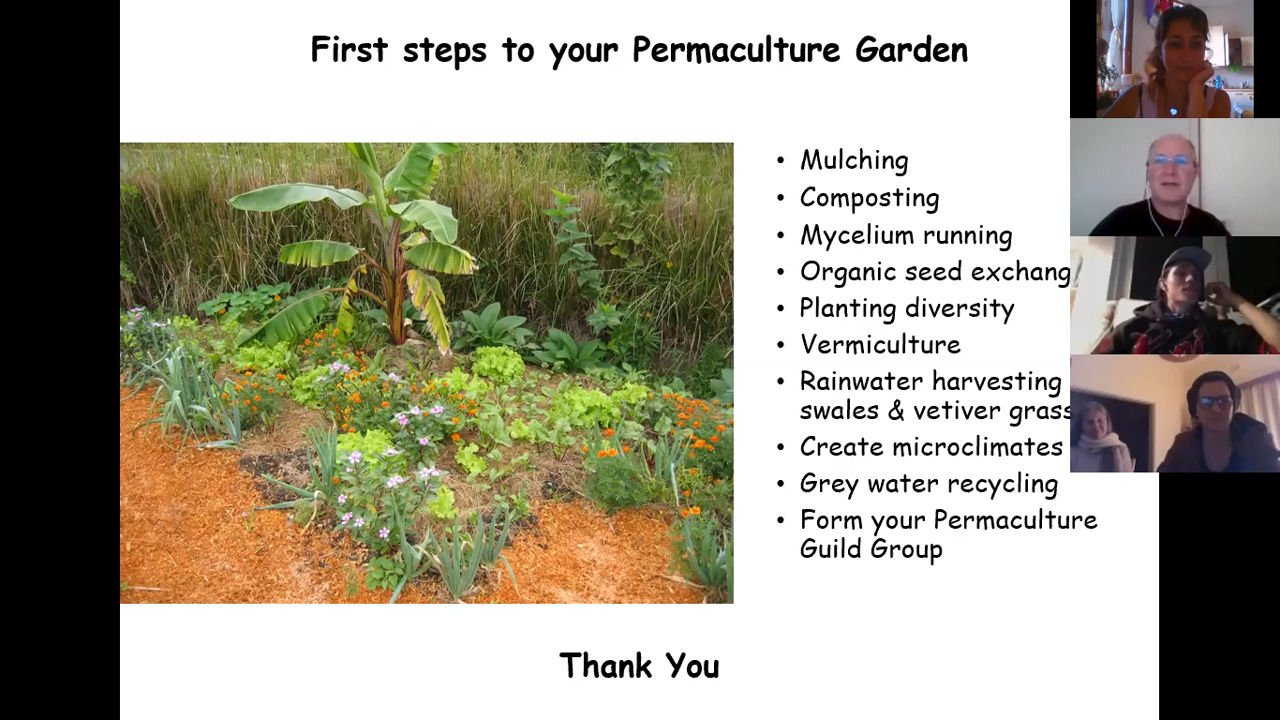 First steps to your Permaculture Garden
• Mulching
• Composting
• Mycelium running
• Organic seed exchang
• Planting diversity
• Vermiculture
• Rainwater harvesting
swales & vetiver grass
• Create microclimates
• Grey water recycling
• Form your Permaculture
Guild Group
Thank You